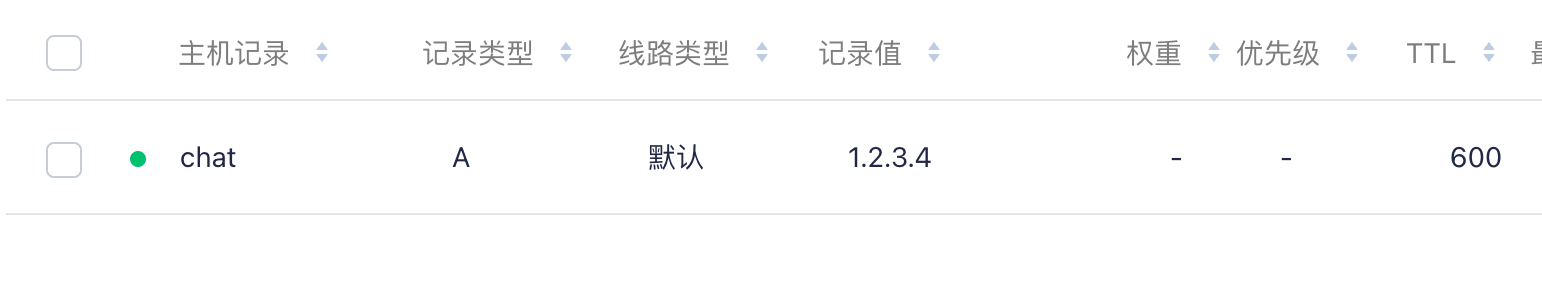 主机记录 记录类型 线路类型 记录值 权重 优先级 TTL
chat A 默认 1.2.3.4 - - 600